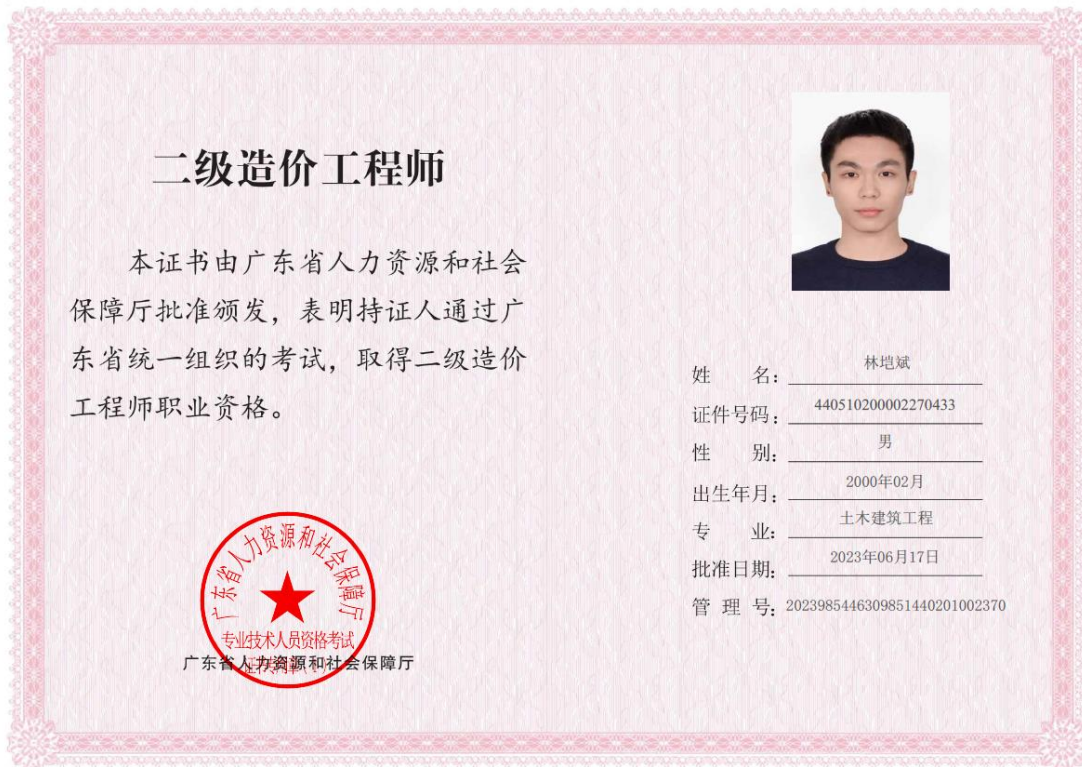 二级造价工程师
本证书由广东省人力资源和社会
保障厅批准颁发，表明持证人通过广
东省统一组织的考试，取得二级造价
工程师职业资格。
广东省人力资源和社会保障厅
专业技术人员资格考试
广东省人力资源和社会保障厅
姓　　名：林垲斌
证件号码：440510200002270433
性　　别：男
出生年月：2000年02月
专　　业：土木建筑工程
批准日期：2023年06月17日
管 理 号：2023985446309851440201002370